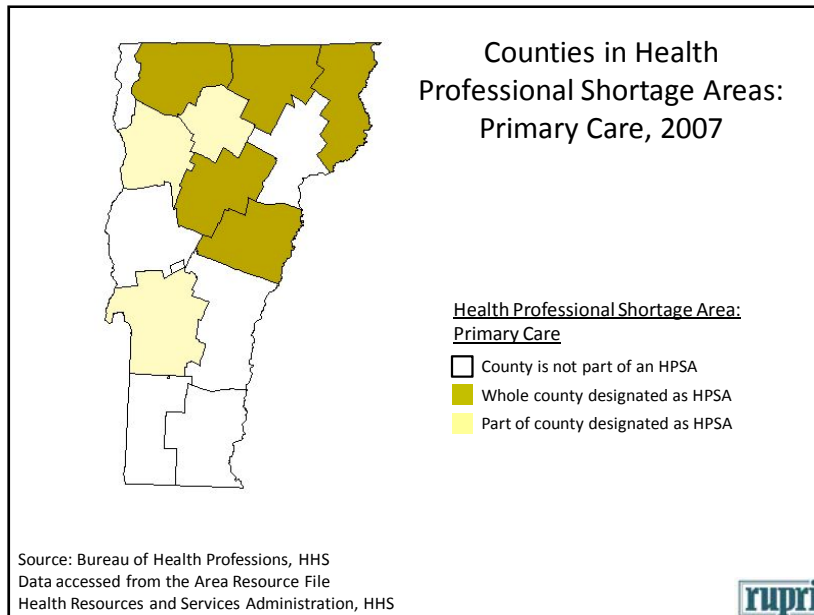 Counties in Health
Professional Shortage Areas:
Primary Care, 2007
Health Professional Shortage Area:
Primary Care
County is not part of an HPSA
Whole county designated as HPSA
Part of county designated as HPSA
Source: Bureau of Health Professions, HHS
Data accessed from the Area Resource File
Health Resources and Services Administration, HHS
rupri